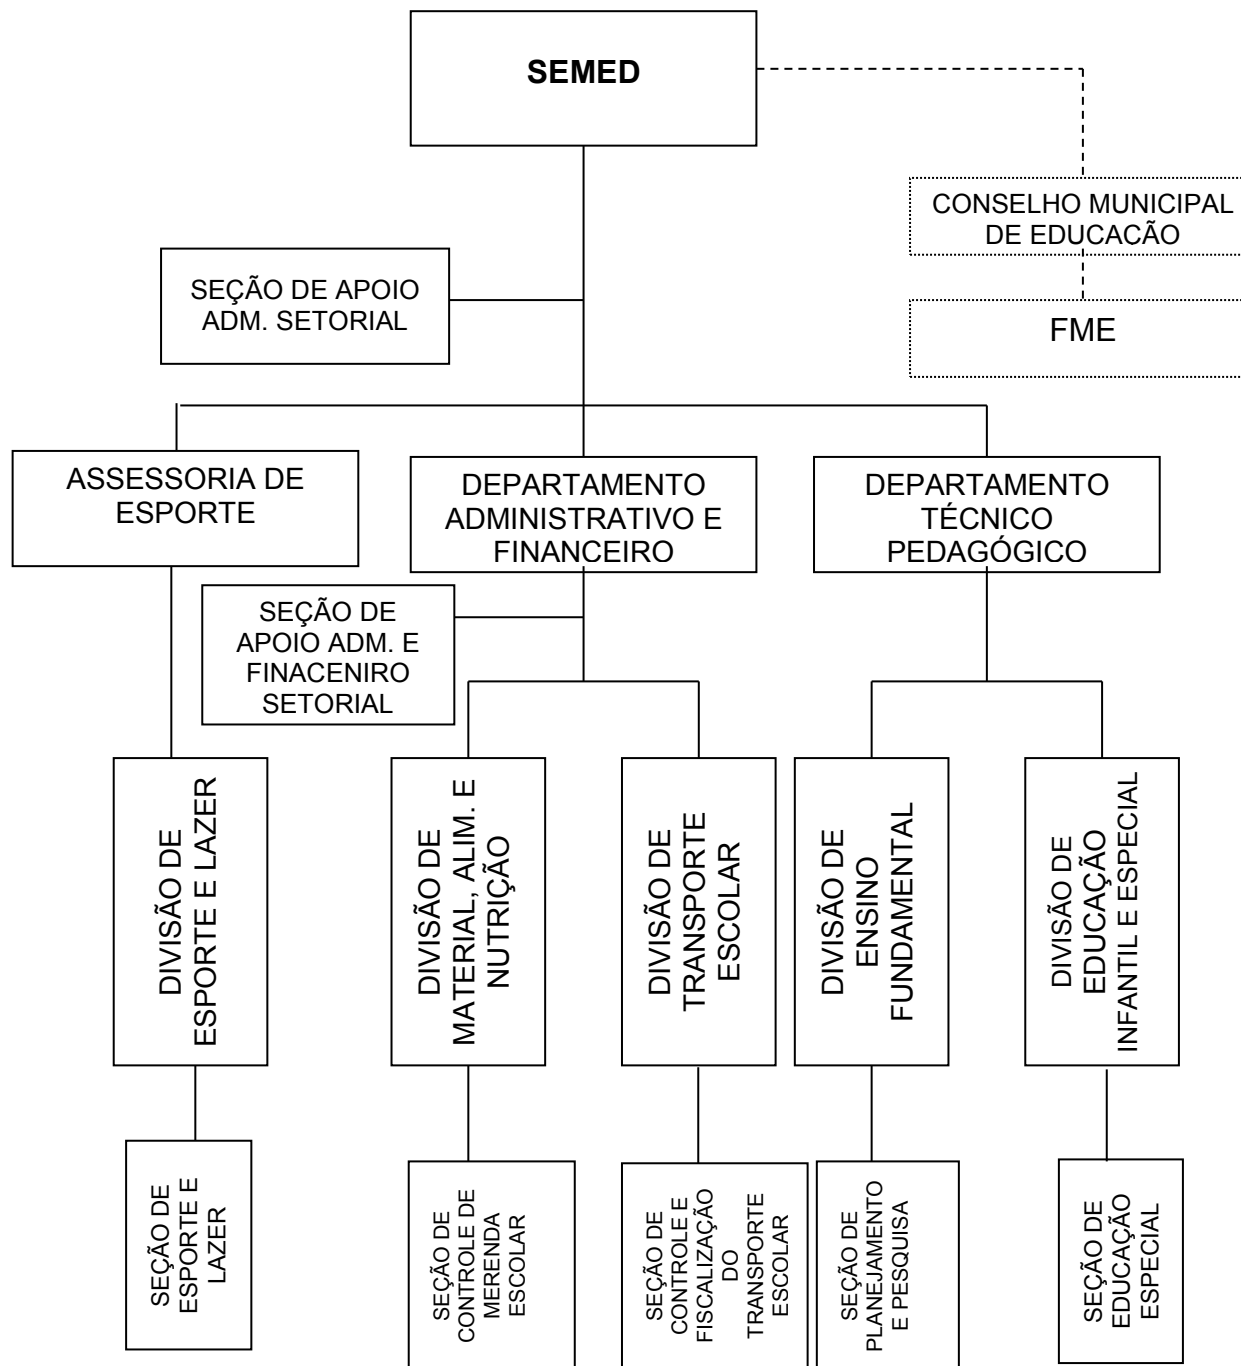 SEMED
CONSELHO MUNICIPAL
DE EDUCAÇÃO
SEÇÃO DE APOIO
ADM. SETORIAL
FME
ASSESSORIA DE
ESPORTE
DEPARTAMENTO
ADMINISTRATIVO E
FINANCEIRO
DEPARTAMENTO
TÉCNICO
PEDAGÓGICO
SEÇÃO DE
APOIO ADM. E
FINACENIRO
SETORIAL
DIVISÃO DE
ESPORTE E LAZER
DIVISÃO DE
MATERIAL, ALIM. E
NUTRIÇÃO
DIVISÃO DE
TRANSPORTE
ESCOLAR
DIVISÃO DE
ENSINO
FUNDAMENTAL
DIVISÃO DE
EDUCAÇÃO
INFANTIL E ESPECIAL
SEÇÃO DE
ESPORTE E
LAZER
SEÇÃO DE
CONTROLE DE
MERENDA
ESCOLAR
SEÇÃO DE
CONTROLE E
FISCALIZAÇÃO
DO
TRANSPORTE
ESCOLAR
SEÇÃO DE
PLANEJAMENTO
E PESQUISA
SEÇÃO DE
EDUCAÇÃO
ESPECIAL